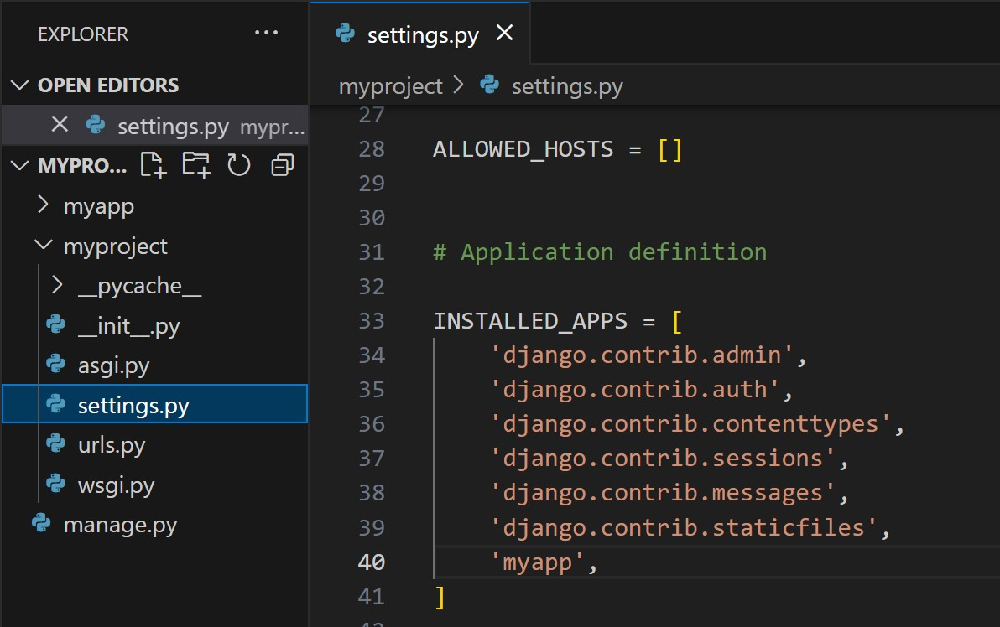 EXPLORER
OPEN EDITORS
settings.py mypr...
MYPRO...
myapp
myproject
__pycache__
__init__.py
asgi.py
settings.py
urls.py
wsgi.py
manage.py
settings.py
myproject > settings.py
27
28 ALLOWED_HOSTS = []
29
30
31 # Application definition
32
33 INSTALLED_APPS = [
34     'django.contrib.admin',
35     'django.contrib.auth',
36     'django.contrib.contenttypes',
37     'django.contrib.sessions',
38     'django.contrib.messages',
39     'django.contrib.staticfiles',
40     'myapp',
41 ]